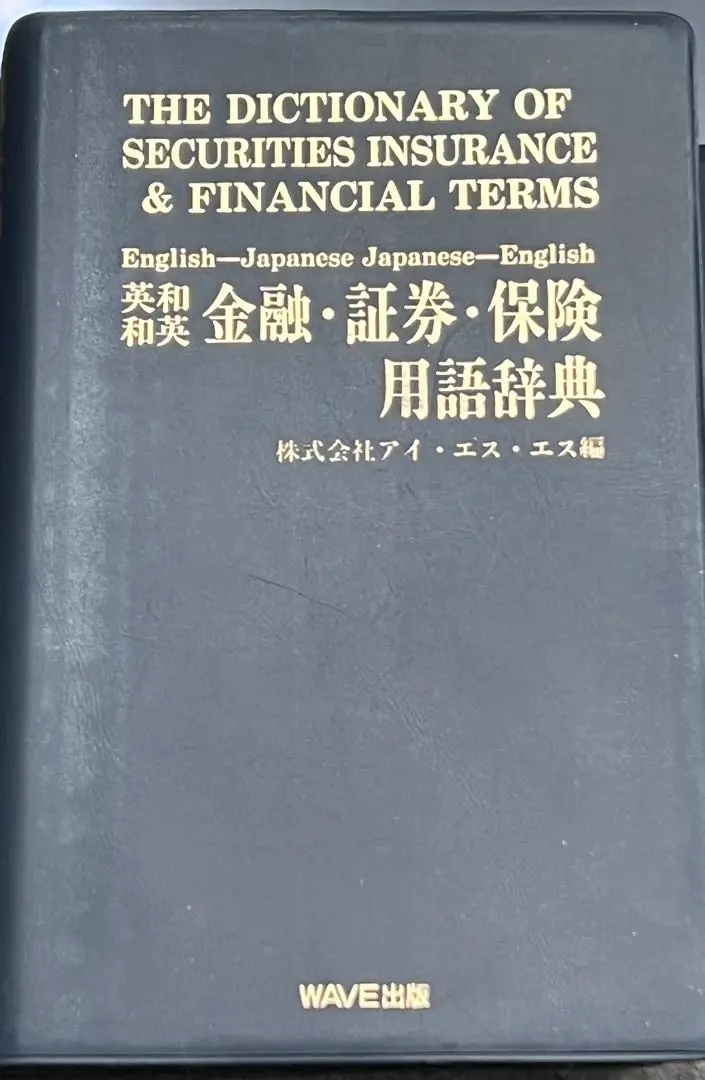 THE DICTIONARY OF
SECURITIES INSURANCE
& FINANCIAL TERMS
English—Japanese Japanese—English
英和
和英 金融・証券・保険
用語辞典
株式会社アイ・エス・エス編
WAVE出版